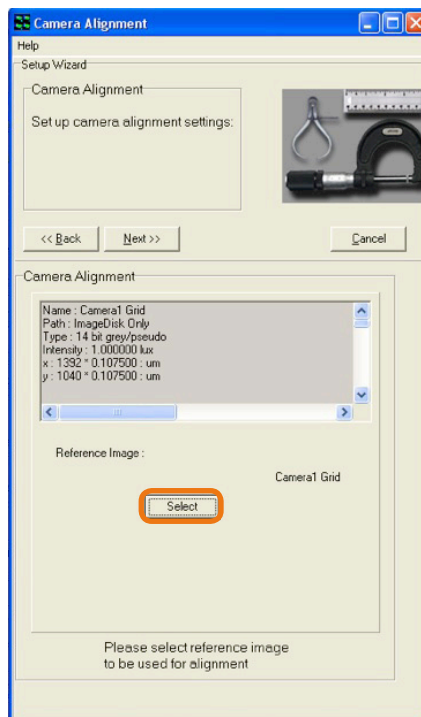 Camera Alignment
Help
Setup Wizard
Camera Alignment
Set up camera alignment settings:
<< Back
Next >>
Cancel
Camera Alignment
Name : Camera1 Grid
Path : ImageDisk Only
Type : 14 bit grey/pseudo
Intensity : 1.000000 lux
x : 1392 * 0.107500 : um
y : 1040 * 0.107500 : um
Reference Image :
Camera1 Grid
Select
Please select reference image
to be used for alignment